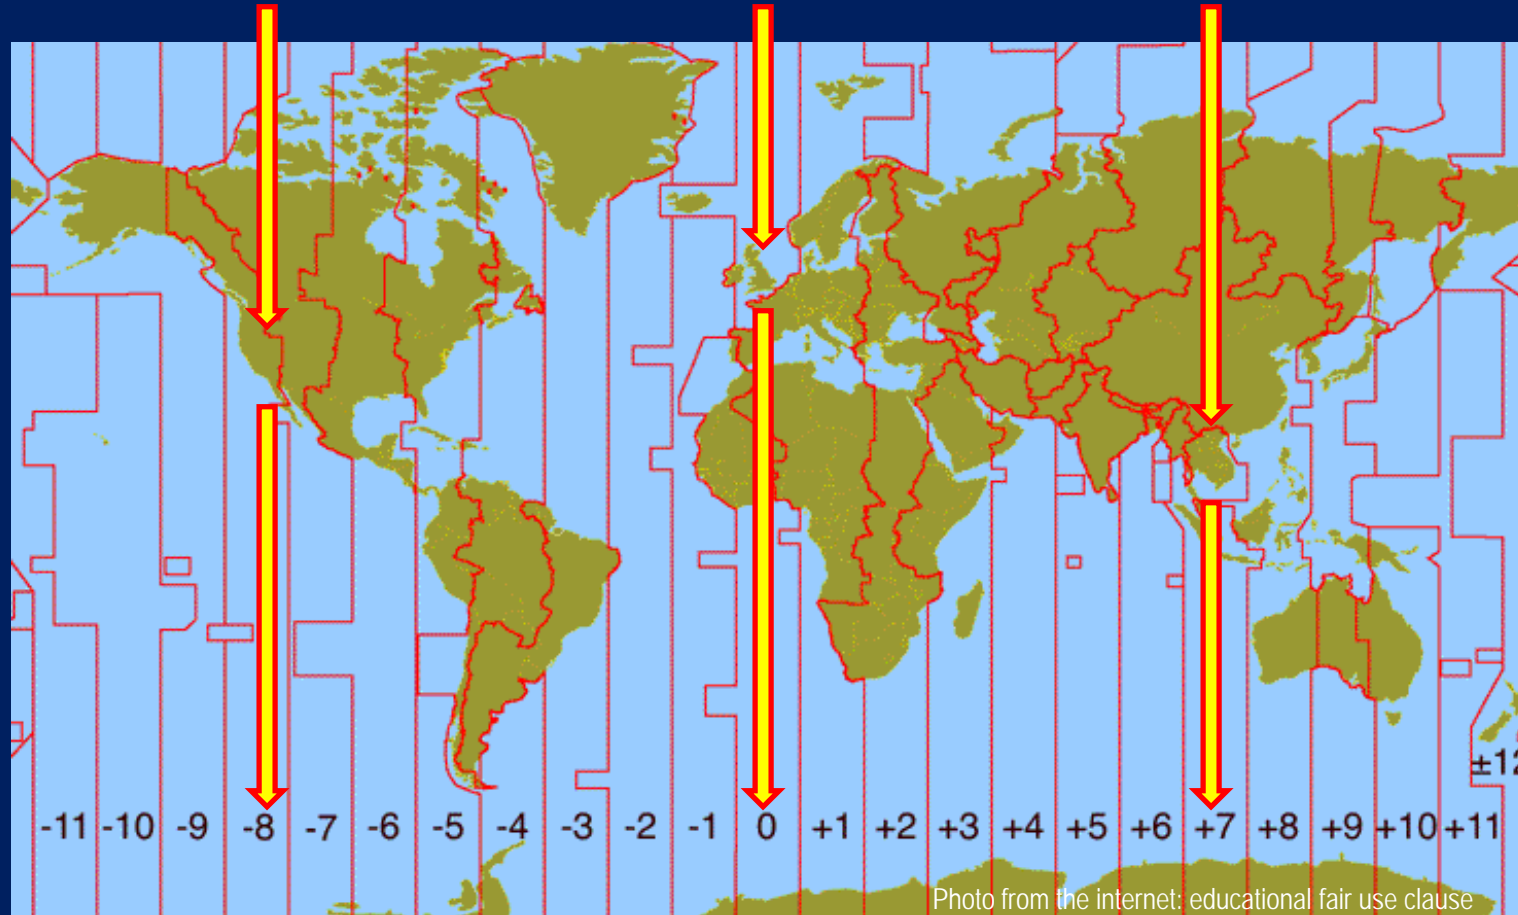 ±12
-11 -10 -9 -8 -7 -6 -5 -4 -3 -2 -1 0 +1 +2 +3 +4 +5 +6 +7 +8 +9 +10 +11
Photo from the internet: educational fair use clause